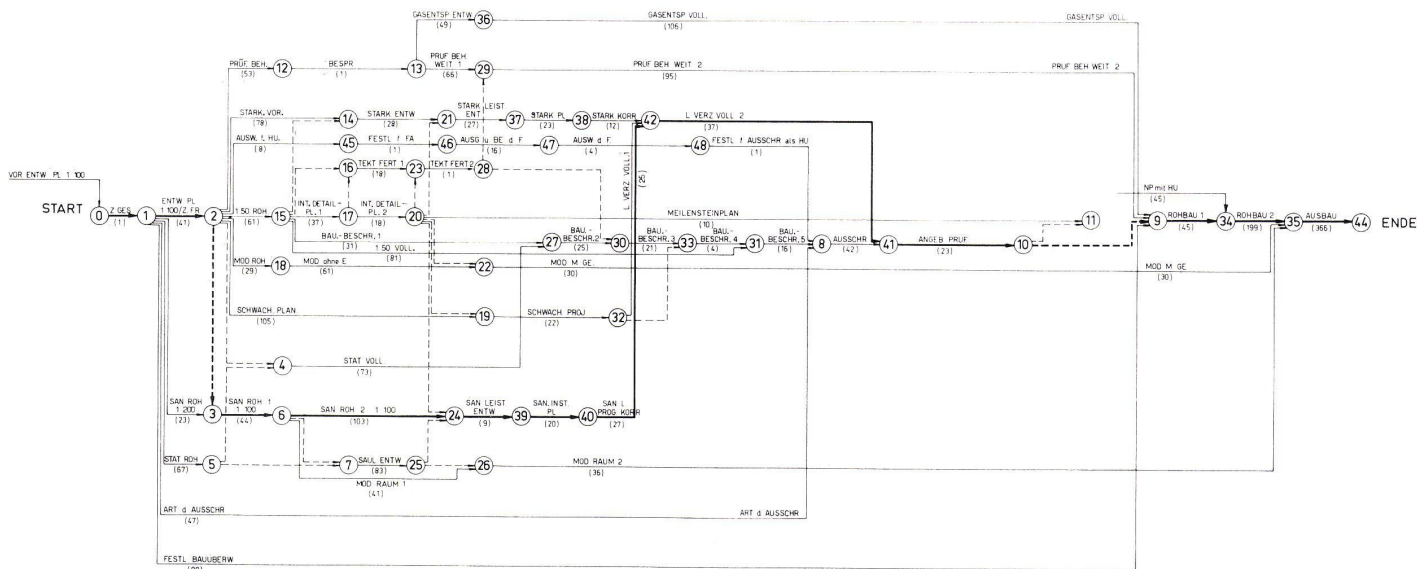 GASENTSP ENTW.
(49)
36
GASENTSP VOLL.
(106)
GASENTSP VOLL
PRÜF. BEH.
(53)
12
BESPR
(1)
13
PRUF BEH.
WEIT 1
(66)
29
PRUF BEH WEIT 2
(95)
PRUF BEH WEIT 2
STARK. VOR.
(78)
14
STARK ENTW
(28)
21
STARK LEIST
ENT
(27)
37
STARK PL
(23)
38
STARK KORR
(12)
42
L VERZ VOLL 2
(37)
AUSW. f. HU.
(8)
45
FESTL f FA
(1)
46
AUSG u BE d F
(16)
47
AUSW d F.
(4)
48
FESTL f AUSSCHR als HU
(1)
16
TEKT FERT 1
(18)
23
TEKT FERT 2
(1)
28
L VERZ VOLL.1
(25)
VOR ENTW PL 1 100
START
0
Z GES
(1)
1
ENTW PL
1 100/Z. FR
(41)
2
1 50 ROH
(61)
15
INT. DETAIL-
PL. 1
(37)
17
INT. DETAIL-
PL. 2
(18)
20
MEILENSTEINPLAN
(10)
11
NP mit HU
(45)
9
ROHBAU 1
(45)
34
ROHBAU 2
(199)
35
AUSBAU
(366)
44
ENDE
BAU.-BESCHR. 1
(31)
1 50 VOLL.
(81)
27
BAU.-
BESCHR. 2
(25)
30
BAU.-
BESCHR. 3
(21)
33
BAU.-
BESCHR. 4
(4)
31
BAU.-
BESCHR. 5
(16)
8
AUSSCHR
(42)
41
ANGEB PRUF
(23)
10
MOD ROH
(29)
18
MOD ohne E
(61)
22
MOD M GE.
(30)
MOD M GE
(30)
SCHWACH PLAN
(105)
19
SCHWACH PROJ
(22)
32
4
STAT VOLL
(73)
SAN ROH
1 200
(23)
3
SAN ROH 1
1 100
(44)
6
SAN ROH 2 1 100
(103)
24
SAN LEIST
ENTW
(9)
39
SAN. INST.
PL
(20)
40
SAN L
PROG KORR
(27)
STAT ROH
(67)
5
7
SAUL ENTW
(83)
25
26
MOD RAUM 2
(36)
MOD RAUM 1
(41)
ART d AUSSCHR
(47)
ART d AUSSCHR
FESTL BAUUBERW